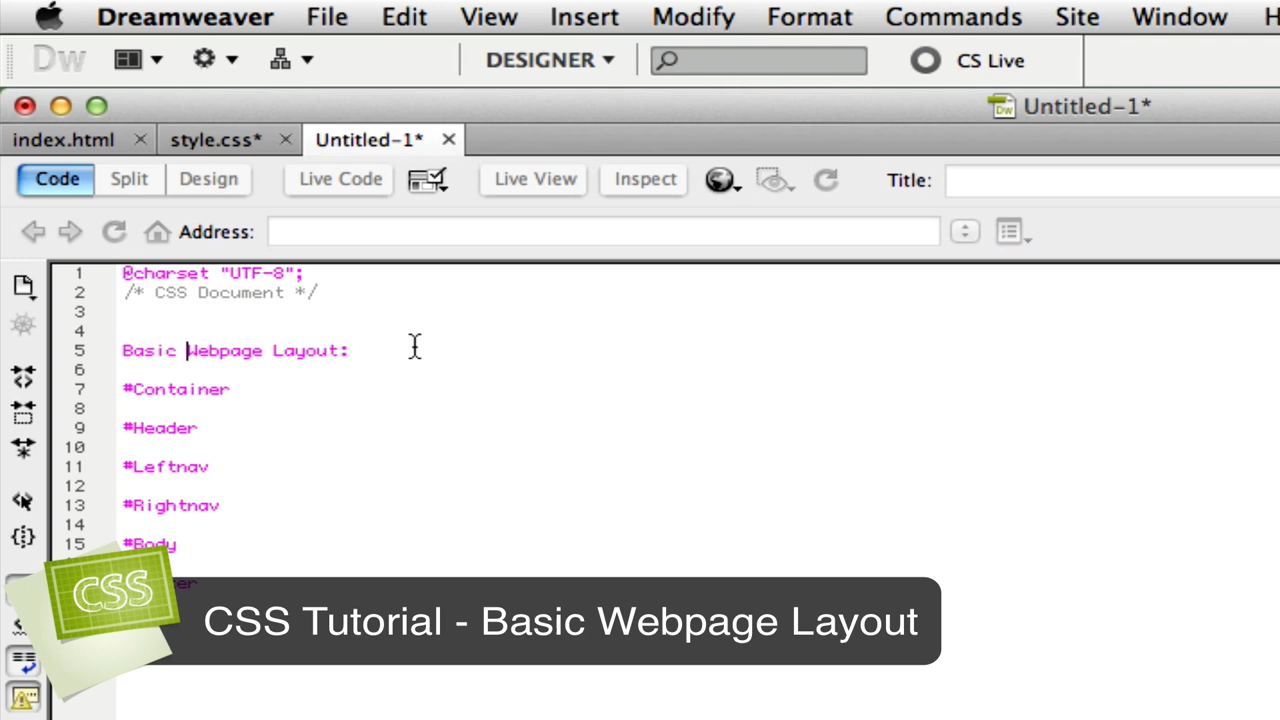 Dreamweaver File Edit View Insert Modify Format Commands Site Window
Dw DESIGNER CS Live
Untitled-1*
index.html style.css* Untitled-1*
Code Split Design Live Code Live View Inspect Title:
Address:
1 @charset "UTF-8";
2 /* CSS Document */
3
4
5 Basic Webpage Layout:
6
7 #Container
8
9 #Header
10
11 #Leftnav
12
13 #Rightnav
14
15 #Body
CSS
CSS Tutorial - Basic Webpage Layout